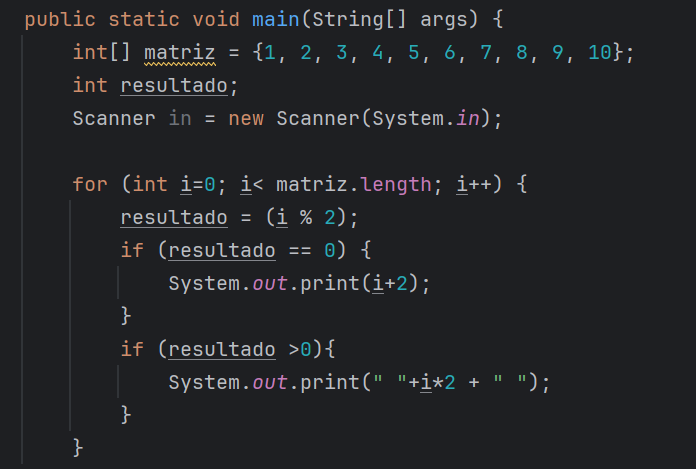 public static void main(String[] args) {
int[] matriz = {1, 2, 3, 4, 5, 6, 7, 8, 9, 10};
int resultado;
Scanner in = new Scanner(System.in);
for (int i=0; i< matriz.length; i++) {
resultado = (i % 2);
if (resultado == 0) {
System.out.print(i+2);
}
if (resultado >0){
System.out.print(" "+i*2 + " ");
}
}